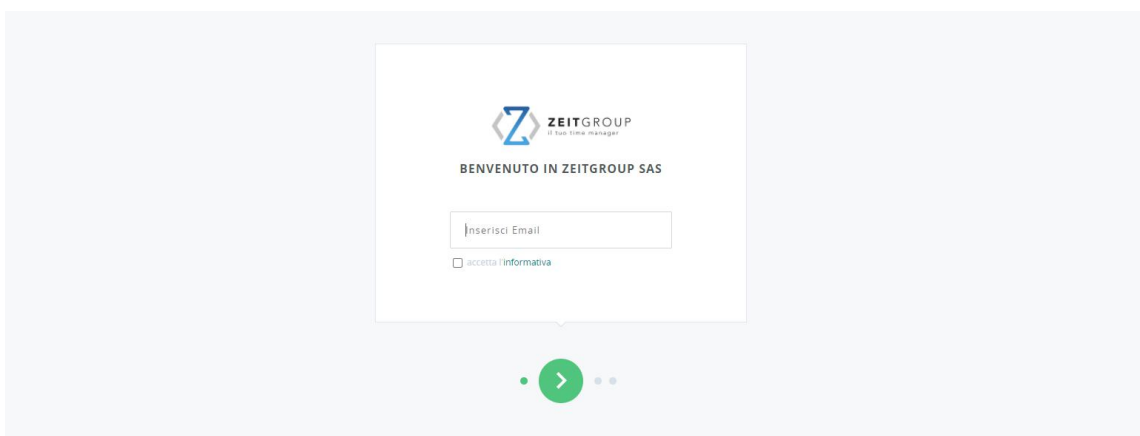 ZEITGROUP
il tuo time manager
BENVENUTO IN ZEITGROUP SAS
Inserisci Email
accetta l'informativa